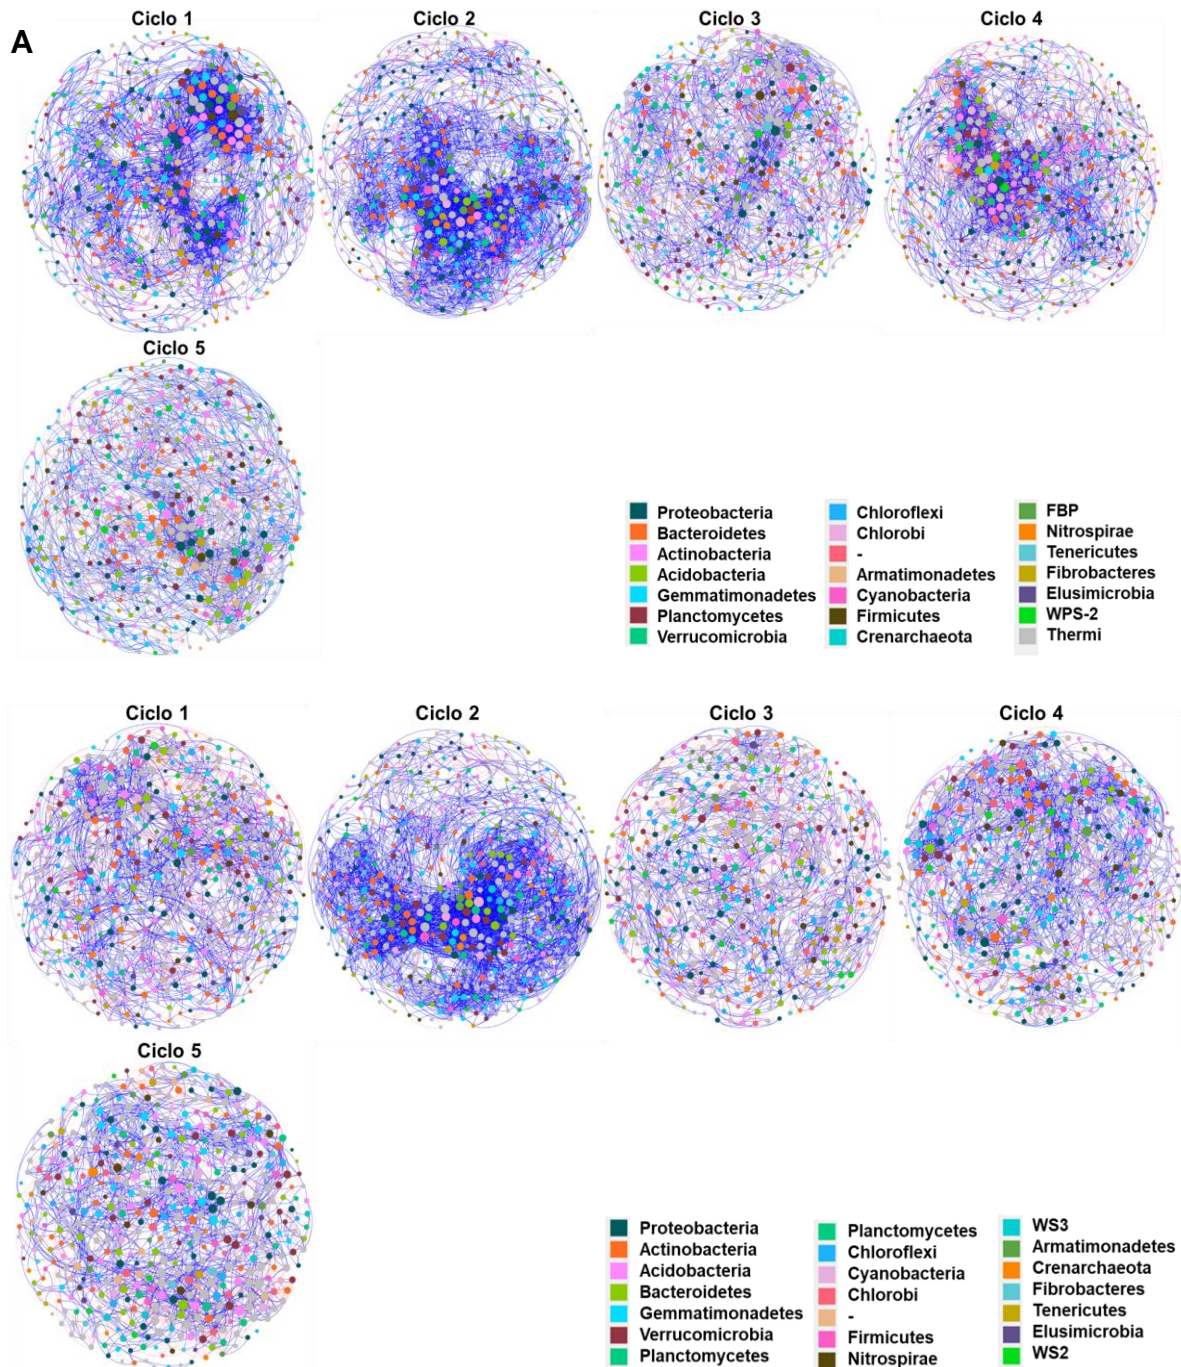 A
Ciclo 1
Ciclo 2
Ciclo 3
Ciclo 4
Ciclo 5
Proteobacteria
Bacteroidetes
Actinobacteria
Acidobacteria
Gemmatimonadetes
Planctomycetes
Verrucomicrobia
Chloroflexi
Chlorobi
-
Armatimonadetes
Cyanobacteria
Firmicutes
Crenarchaeota
FBP
Nitrospirae
Tenericutes
Fibrobacteres
Elusimicrobia
WPS-2
Thermi
Ciclo 1
Ciclo 2
Ciclo 3
Ciclo 4
Ciclo 5
Proteobacteria
Actinobacteria
Acidobacteria
Bacteroidetes
Gemmatimonadetes
Verrucomicrobia
Planctomycetes
Planctomycetes
Chloroflexi
Cyanobacteria
Chlorobi
-
Firmicutes
Nitrospirae
WS3
Armatimonadetes
Crenarchaeota
Fibrobacteres
Tenericutes
Elusimicrobia
WS2